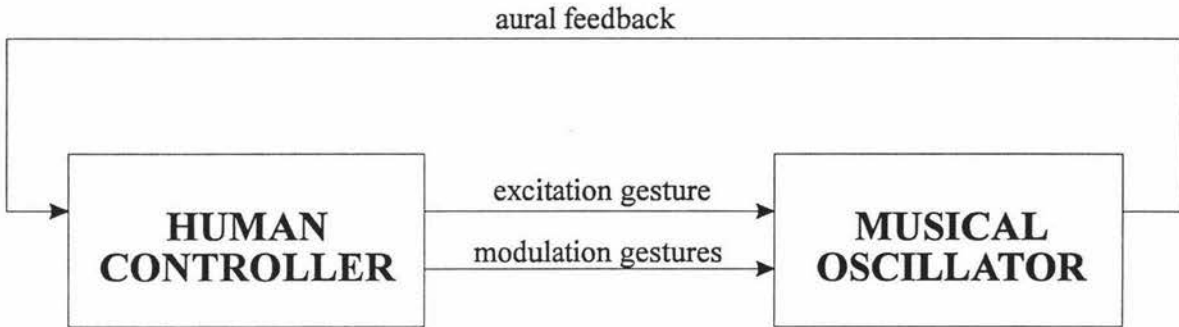 aural feedback
excitation gesture
HUMAN
CONTROLLER
modulation gestures
MUSICAL
OSCILLATOR